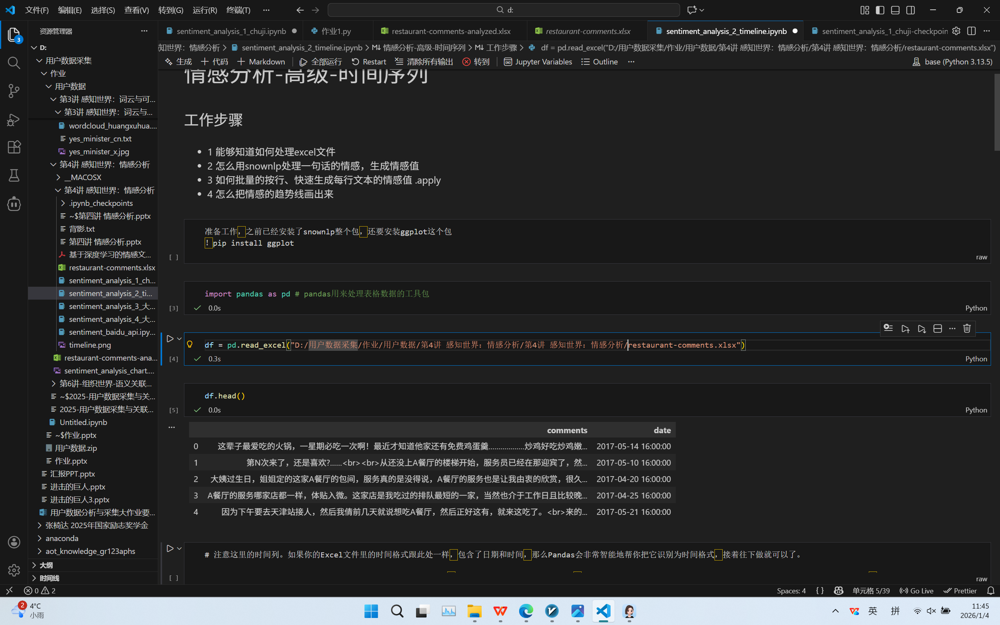 文件(F) 编辑(E) 选择(S) 查看(V) 转到(G) 运行(R) 终端(T) ··· d:
资源管理器 ···
sentiment_analysis_1_chuji.ipynb 作业1.py restaurant-comments-analyzed.xlsx restaurant-comments.xlsx sentiment_analysis_2_timeline.ipynb sentiment_analysis_1_chuji-checkpoin
知世界：情感分析 > sentiment_analysis_2_timeline.ipynb > M↓ 情感分析-高级-时间序列 > M↓ 工作步骤 > df = pd.read_excel("D:/用户数据采集/作业/用户数据/第4讲 感知世界：情感分析/第4讲 感知世界：情感分析/restaurant-comments.xlsx")
生成 + 代码 + Markdown 全部运行 Restart 清除所有输出 转到 Jupyter Variables Outline ··· base (Python 3.13.5)
3
D:
用户数据采集
作业
用户数据
第3讲 感知世界：词云与可...
第3讲 感知世界：词云与...
wordcloud_huangxuhua....
yes_minister_cn.txt
yes_minister_x.jpg
第4讲 感知世界：情感分析
__MACOSX
第4讲 感知世界：情感分析
.ipynb_checkpoints
~$第四讲 情感分析.pptx
背影.txt
第四讲 情感分析.pptx
基于深度学习的情感文...
restaurant-comments.xlsx
sentiment_analysis_1_ch...
sentiment_analysis_2_ti...
sentiment_analysis_3_大...
sentiment_analysis_4_大...
sentiment_baidu_api.ipy...
timeline.png
restaurant-comments-ana...
sentiment_analysis_chart....
第6讲-组织世界-语义关联...
~$2025-用户数据采集与关...
2025-用户数据采集与关联...
Untitled.ipynb
~$作业.pptx
用户数据.zip
作业.pptx
汇报PPT.pptx
进击的巨人.pptx
进击的巨人3.pptx
用户数据分析与采集大作业要...
张椅达 2025年国家励志奖学金
anaconda
aot_knowledge_gr123aphs
大纲
时间线
情感分析-高级-时间序列
工作步骤
• 1 能够知道如何处理excel文件
• 2 怎么用snownlp处理一句话的情感，生成情感值
• 3 如何批量的按行、快速生成每行文本的情感值 .apply
• 4 怎么把情感的趋势线画出来
准备工作，之前已经安装了snownlp整个包，还要安装ggplot这个包
！pip install ggplot
[ ] raw
import pandas as pd # pandas用来处理表格数据的工具包
[3] 0.0s Python
df = pd.read_excel("D:/用户数据采集/作业/用户数据/第4讲 感知世界：情感分析/第4讲 感知世界：情感分析/restaurant-comments.xlsx")
[4] 0.3s Python
df.head()
[5] 0.0s Python
···
comments date
0 这辈子最爱吃的火锅，一星期必吃一次啊！最近才知道他家还有免费鸡蛋羹………………炒鸡好吃炒鸡嫩... 2017-05-14 16:00:00
1 第N次来了，还是喜欢?……<br><br>从还没上A餐厅的楼梯开始，服务员已经在那迎宾了，然... 2017-05-10 16:00:00
2 大姨过生日，姐姐定的这家A餐厅的包间，服务真的是没得说，A餐厅的服务也是让我由衷的欣赏，很久... 2017-04-20 16:00:00
3 A餐厅的服务哪家店都一样，体贴入微。这家店是我吃过的排队最短的一家，当然也介于工作日且比较晚... 2017-04-25 16:00:00
4 因为下午要去天津站接人，然后我倩前几天就说想吃A餐厅，然后正好这有，就来这吃了。<br>来的... 2017-05-21 16:00:00
# 注意这里的时间列。如果你的Excel文件里的时间格式跟此处一样，包含了日期和时间，那么Pandas会非常智能地帮你把它识别为时间格式，接着往下做就可以了。
[ ] raw
0 2 Spaces: 4 { } 单元格 5/39 Go Live Prettier
2 4°C
小雨
英 拼
11:45
2026/1/4